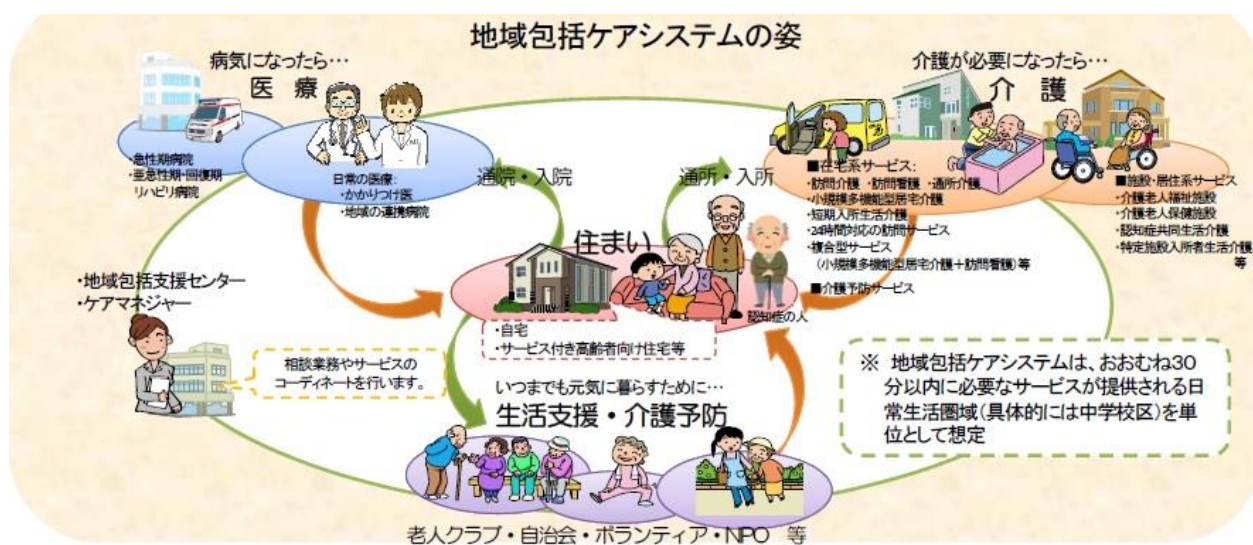 地域包括ケアシステムの姿
病気になったら…
医 療
・急性期病院
・亜急性期・回復期
リハビリ病院
日常の医療:
・かかりつけ医
・地域の連携病院
通院・入院
介護が必要になったら…
介 護
通所・入所
■在宅系サービス:
・訪問介護 ・訪問看護 ・通所介護
・小規模多機能型居宅介護
・短期入所生活介護
・24時間対応の訪問サービス
・複合型サービス
(小規模多機能型居宅介護+訪問看護)等
■介護予防サービス
■施設・居住系サービス
・介護老人福祉施設
・介護老人保健施設
・認知症共同生活介護
・特定施設入所者生活介護
等
住まい
認知症の人
・自宅
・サービス付き高齢者向け住宅等
・地域包括支援センター
・ケアマネジャー
相談業務やサービスの
コーディネートを行います。
いつまでも元気に暮らすために…
生活支援・介護予防
老人クラブ・自治会・ボランティア・NPO 等
※ 地域包括ケアシステムは、おおむね30
分以内に必要なサービスが提供される日
常生活圏域(具体的には中学校区)を単
位として想定